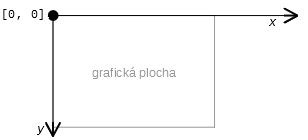 [0, 0]
x
grafická plocha
y